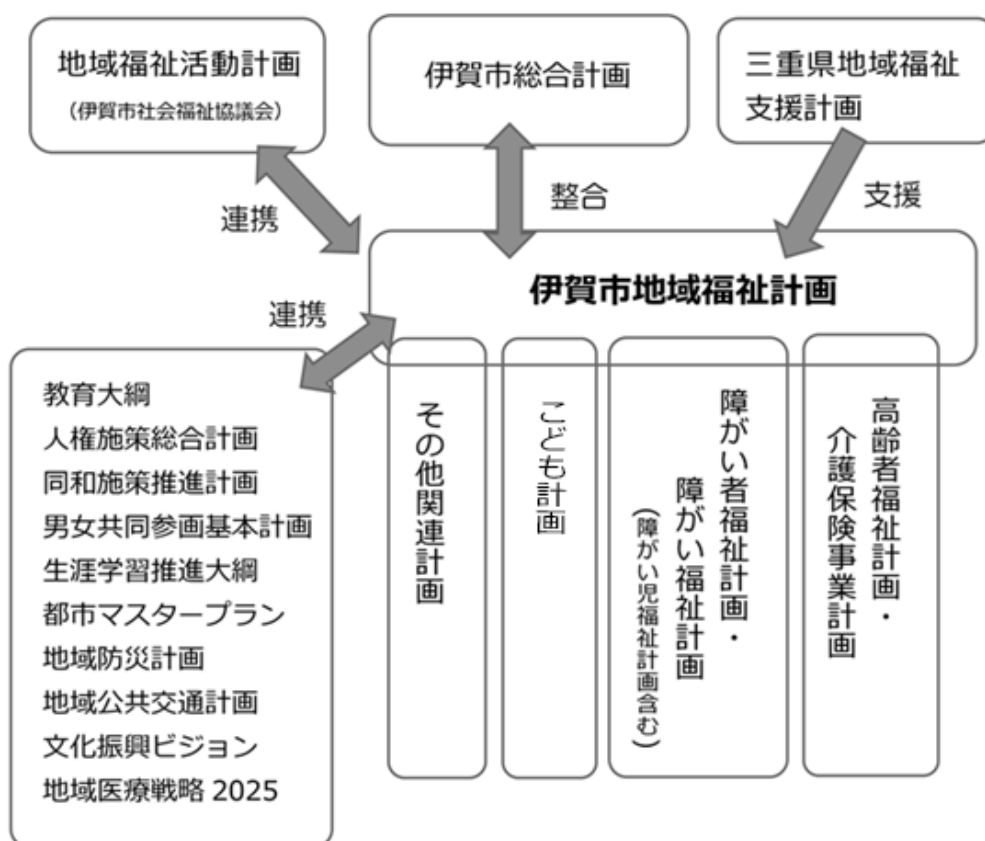 地域福祉活動計画
（伊賀市社会福祉協議会）
伊賀市総合計画
三重県地域福祉
支援計画
連携
整合
支援
伊賀市地域福祉計画
連携
教育大綱
人権施策総合計画
同和施策推進計画
男女共同参画基本計画
生涯学習推進大綱
都市マスタープラン
地域防災計画
地域公共交通計画
文化振興ビジョン
地域医療戦略 2025
その他関連計画
こども計画
障がい者福祉計画・
障がい福祉計画
（障がい児福祉計画含む）
高齢者福祉計画・
介護保険事業計画